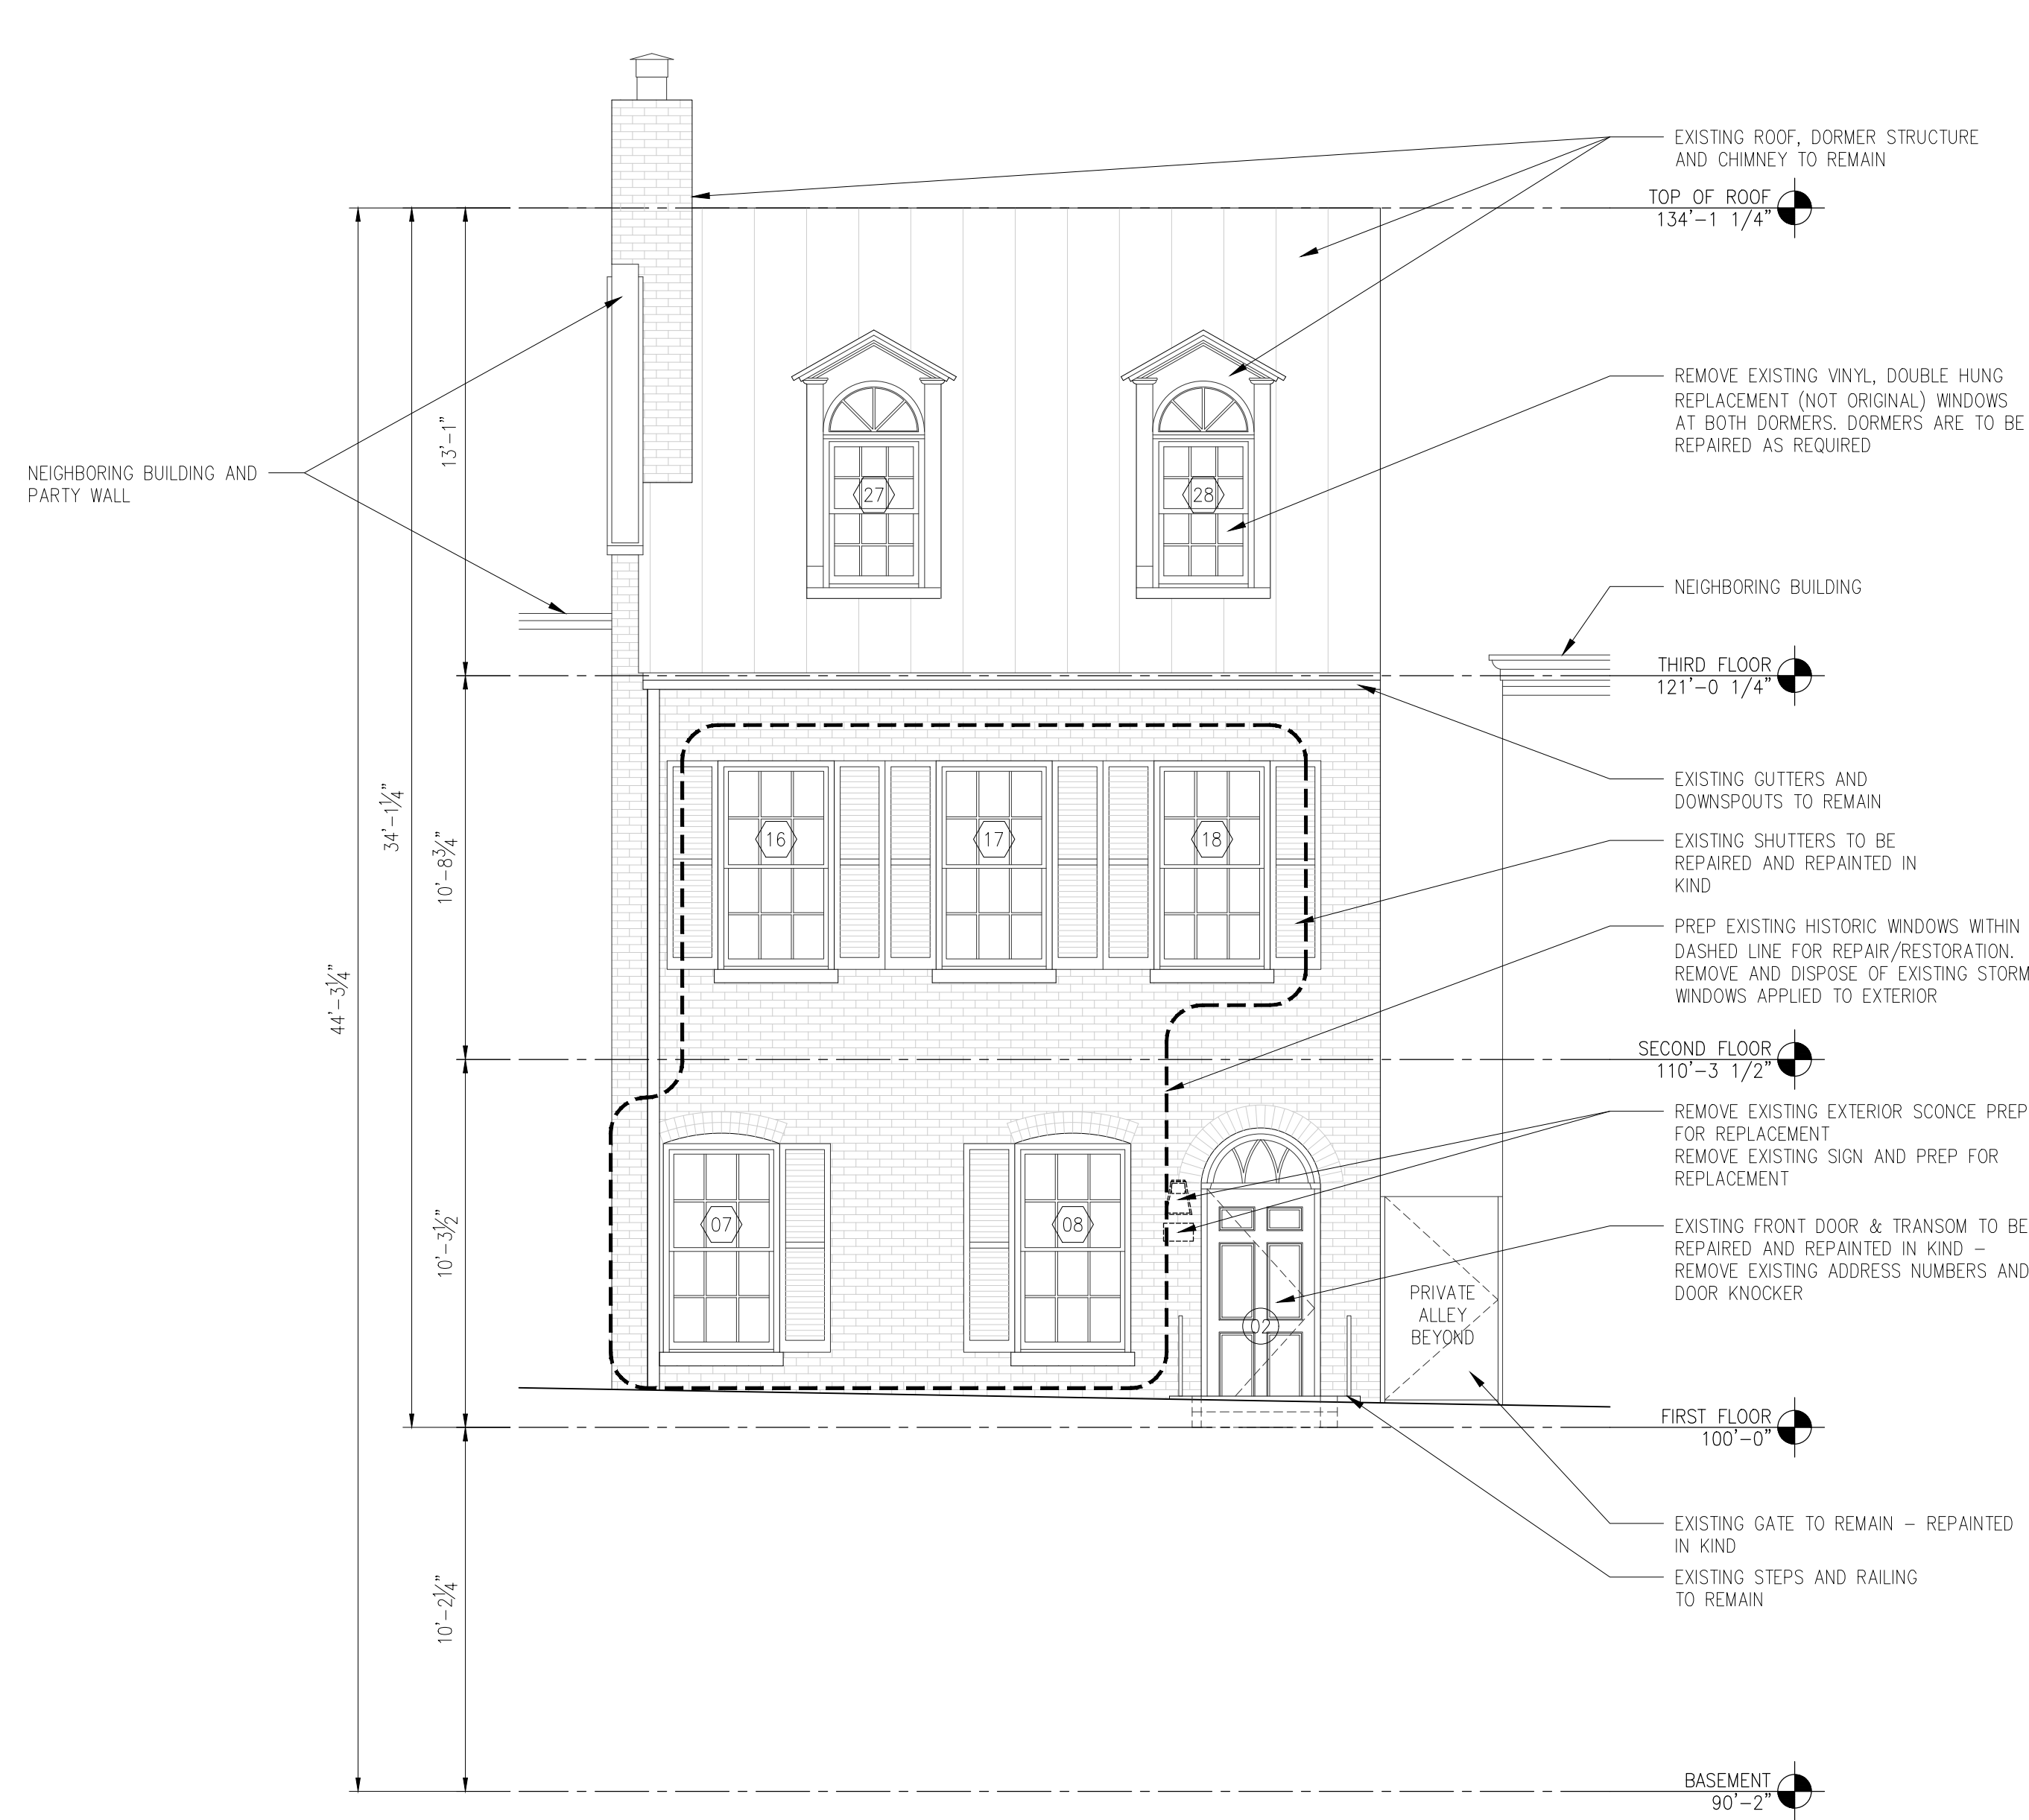 EXISTING ROOF, DORMER STRUCTURE
AND CHIMNEY TO REMAIN
TOP OF ROOF
134'-1 1/4"
REMOVE EXISTING VINYL, DOUBLE HUNG
REPLACEMENT (NOT ORIGINAL) WINDOWS
AT BOTH DORMERS. DORMERS ARE TO BE
REPAIRED AS REQUIRED
13'-1"
NEIGHBORING BUILDING AND
PARTY WALL
27
28
NEIGHBORING BUILDING
THIRD FLOOR
121'-0 1/4"
EXISTING GUTTERS AND
DOWNSPOUTS TO REMAIN
34'-1¼"
10'-8¾"
16
17
18
EXISTING SHUTTERS TO BE
REPAIRED AND REPAINTED IN
KIND
PREP EXISTING HISTORIC WINDOWS WITHIN
DASHED LINE FOR REPAIR/RESTORATION.
REMOVE AND DISPOSE OF EXISTING STORM
WINDOWS APPLIED TO EXTERIOR
44'-3¼"
SECOND FLOOR
110'-3 1/2"
REMOVE EXISTING EXTERIOR SCONCE PREP
FOR REPLACEMENT
REMOVE EXISTING SIGN AND PREP FOR
REPLACEMENT
10'-3½"
07
08
EXISTING FRONT DOOR & TRANSOM TO BE
REPAIRED AND REPAINTED IN KIND –
REMOVE EXISTING ADDRESS NUMBERS AND
DOOR KNOCKER
02
PRIVATE
ALLEY
BEYOND
FIRST FLOOR
100'-0"
EXISTING GATE TO REMAIN – REPAINTED
IN KIND
EXISTING STEPS AND RAILING
TO REMAIN
10'-2¼"
BASEMENT
90'-2"